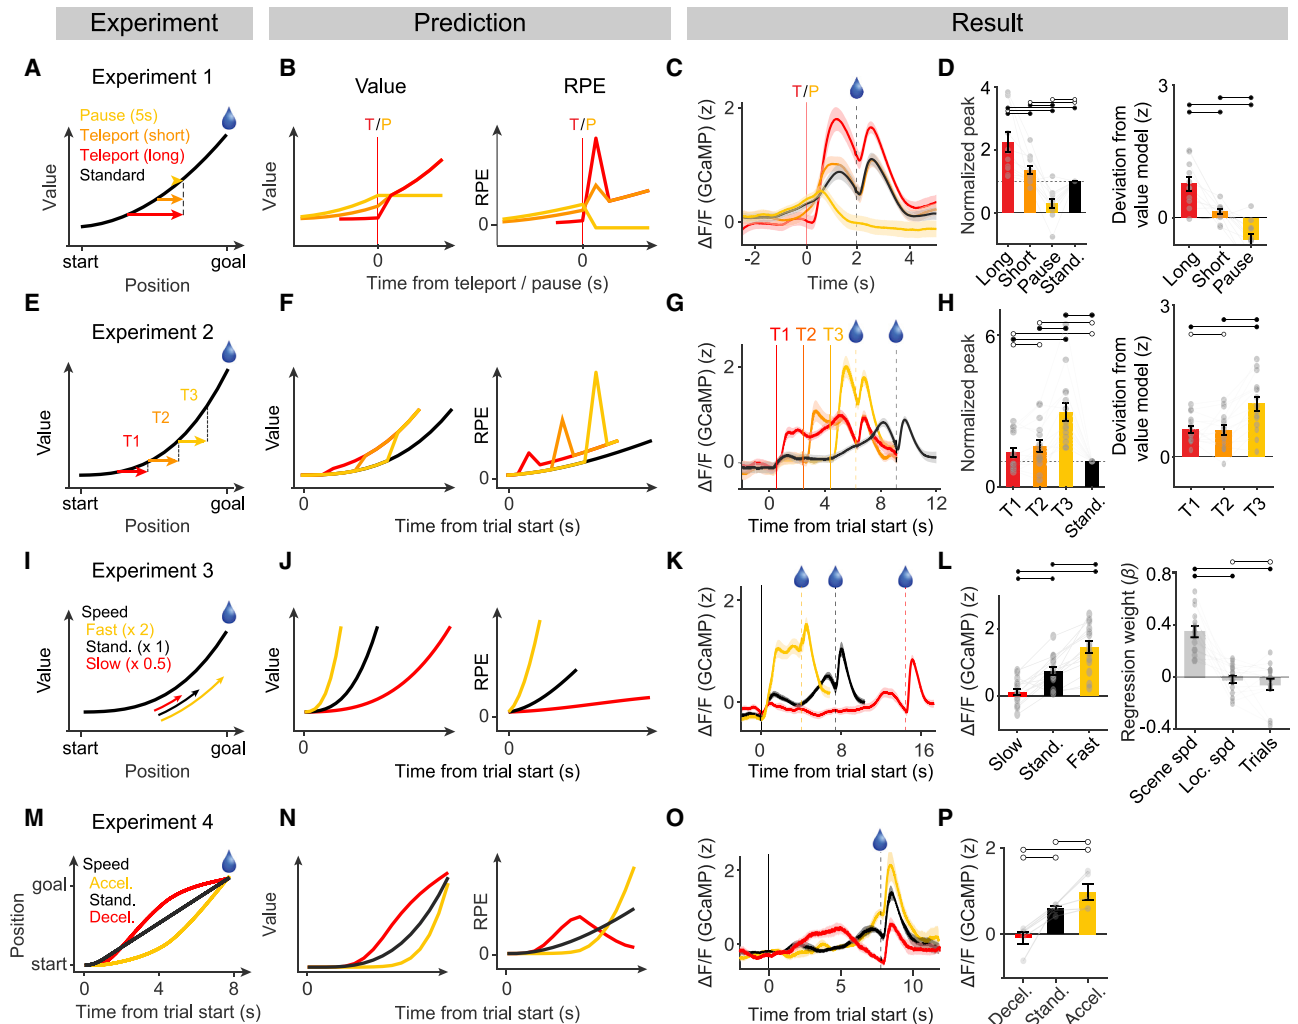 Experiment
Prediction
Result
A
Experiment 1
Pause (5s)
Teleport (short)
Teleport (long)
Standard
Value
start
goal
Position
B
Value
RPE
T/P
T/P
Value
RPE
0
0
0
Time from teleport / pause (s)
C
T/P
ΔF/F (GCaMP) (z)
2
0
-2
0
2
4
Time (s)
D
Normalized peak
4
2
0
Long
Short
Pause
Stand.
Deviation from
value model (z)
3
0
Long
Short
Pause
E
Experiment 2
T3
T2
T1
Value
start
goal
Position
F
Value
RPE
0
0
0
Time from trial start (s)
G
T1
T2
T3
ΔF/F (GCaMP) (z)
2
0
0
4
8
12
Time from trial start (s)
H
Normalized peak
6
0
T1
T2
T3
Stand.
Deviation from
value model (z)
3
0
T1
T2
T3
I
Experiment 3
Speed
Fast (x 2)
Stand. (x 1)
Slow (x 0.5)
Value
start
goal
Position
J
Value
RPE
0
0
0
Time from trial start (s)
K
ΔF/F (GCaMP) (z)
2
0
0
8
16
Time from trial start (s)
L
ΔF/F (GCaMP) (z)
2
0
Slow
Stand.
Fast
Regression weight (β)
0.8
0.4
0
-0.4
Scene spd
Loc. spd
Trials
M
Experiment 4
Speed
Accel.
Stand.
Decel.
Position
goal
start
0
4
8
Time from trial start (s)
N
Value
RPE
0
0
0
Time from trial start (s)
O
ΔF/F (GCaMP) (z)
2
0
0
5
10
Time from trial start (s)
P
ΔF/F (GCaMP) (z)
2
0
Decel.
Stand.
Accel.